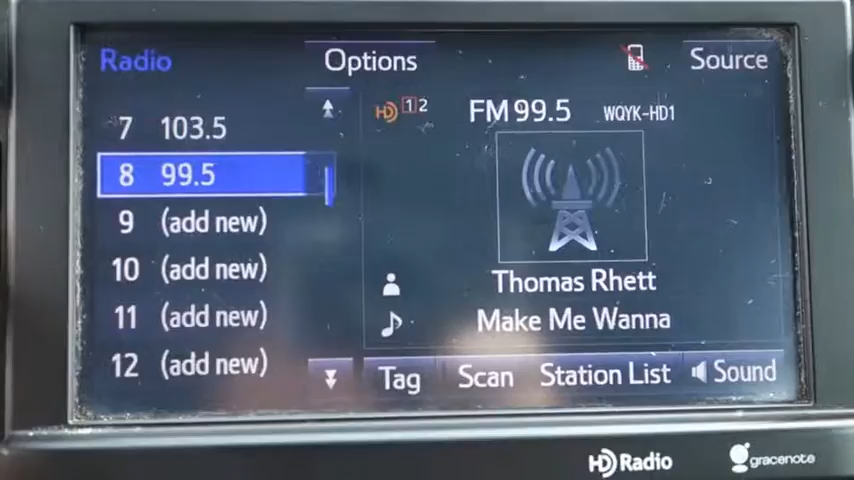 Radio Options Source
7 103.5
8 99.5
9 (add new)
10 (add new)
11 (add new)
12 (add new)
HD 1 2 FM 99.5 WQYK-HD1
Thomas Rhett
Make Me Wanna
Tag Scan Station List Sound
HD Radio gracenote